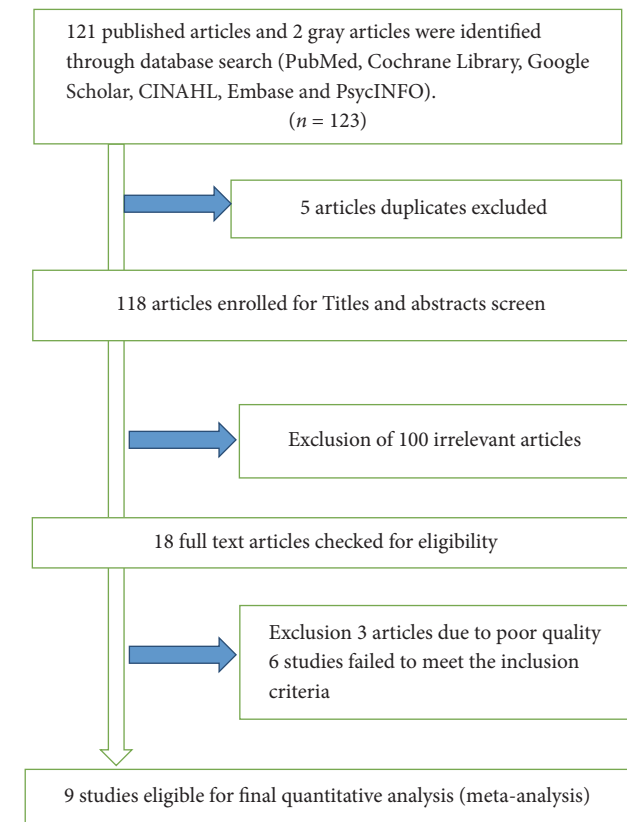 121 published articles and 2 gray articles were identified
through database search (PubMed, Cochrane Library, Google
Scholar, CINAHL, Embase and PsycINFO).
(n = 123)
5 articles duplicates excluded
118 articles enrolled for Titles and abstracts screen
Exclusion of 100 irrelevant articles
18 full text articles checked for eligibility
Exclusion 3 articles due to poor quality
6 studies failed to meet the inclusion
criteria
9 studies eligible for final quantitative analysis (meta-analysis)